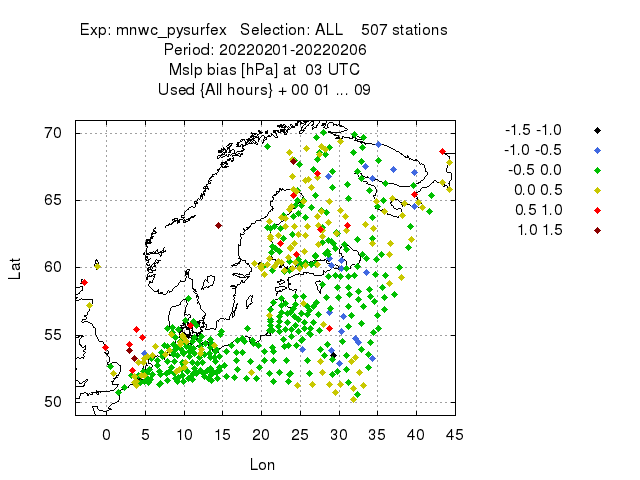 Exp: mnwc_pysurfex   Selection: ALL    507 stations
Period: 20220201-20220206
Mslp bias [hPa] at  03 UTC
Used {All hours} + 00 01 ... 09
70
65
60
55
50
Lat
0 5 10 15 20 25 30 35 40 45
Lon
-1.5 -1.0
-1.0 -0.5
-0.5 0.0
0.0 0.5
0.5 1.0
1.0 1.5